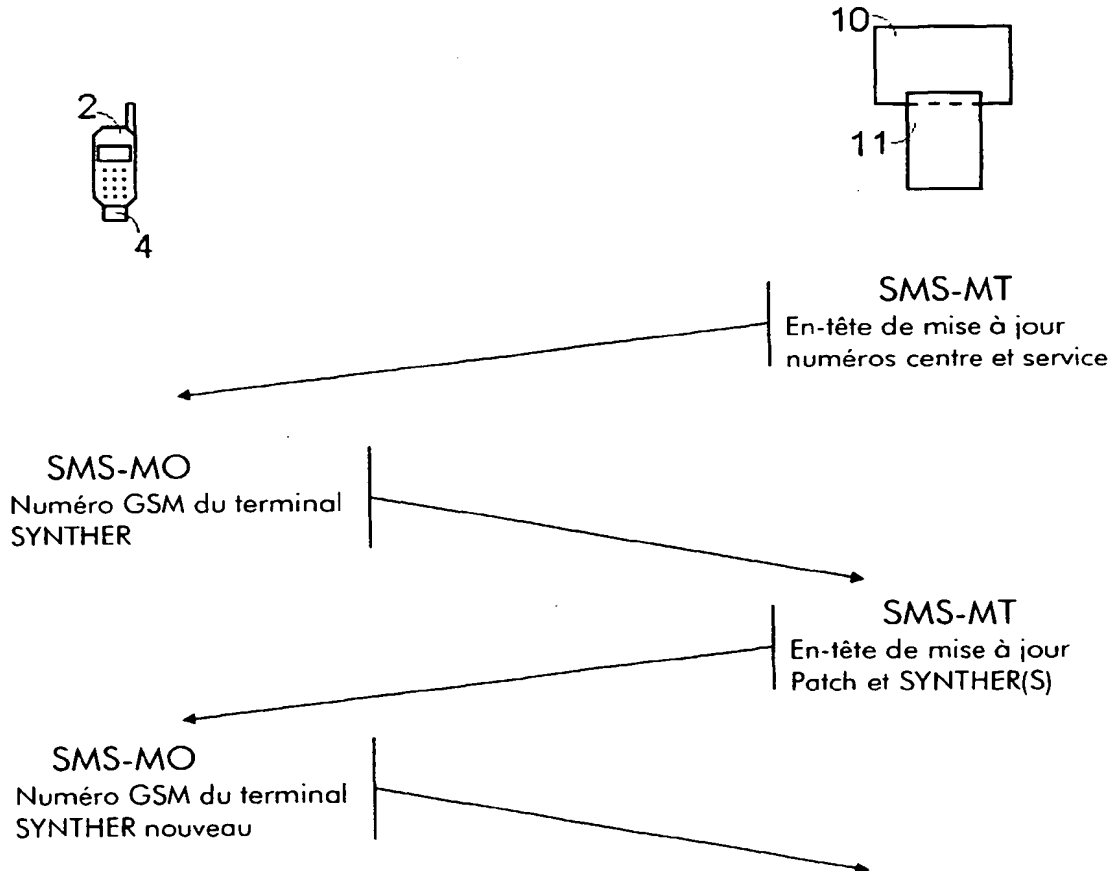 10
2
11
4
SMS-MT
En-tête de mise à jour
numéros centre et service
SMS-MO
Numéro GSM du terminal
SYNTHER
SMS-MT
En-tête de mise à jour
Patch et SYNTHER(S)
SMS-MO
Numéro GSM du terminal
SYNTHER nouveau